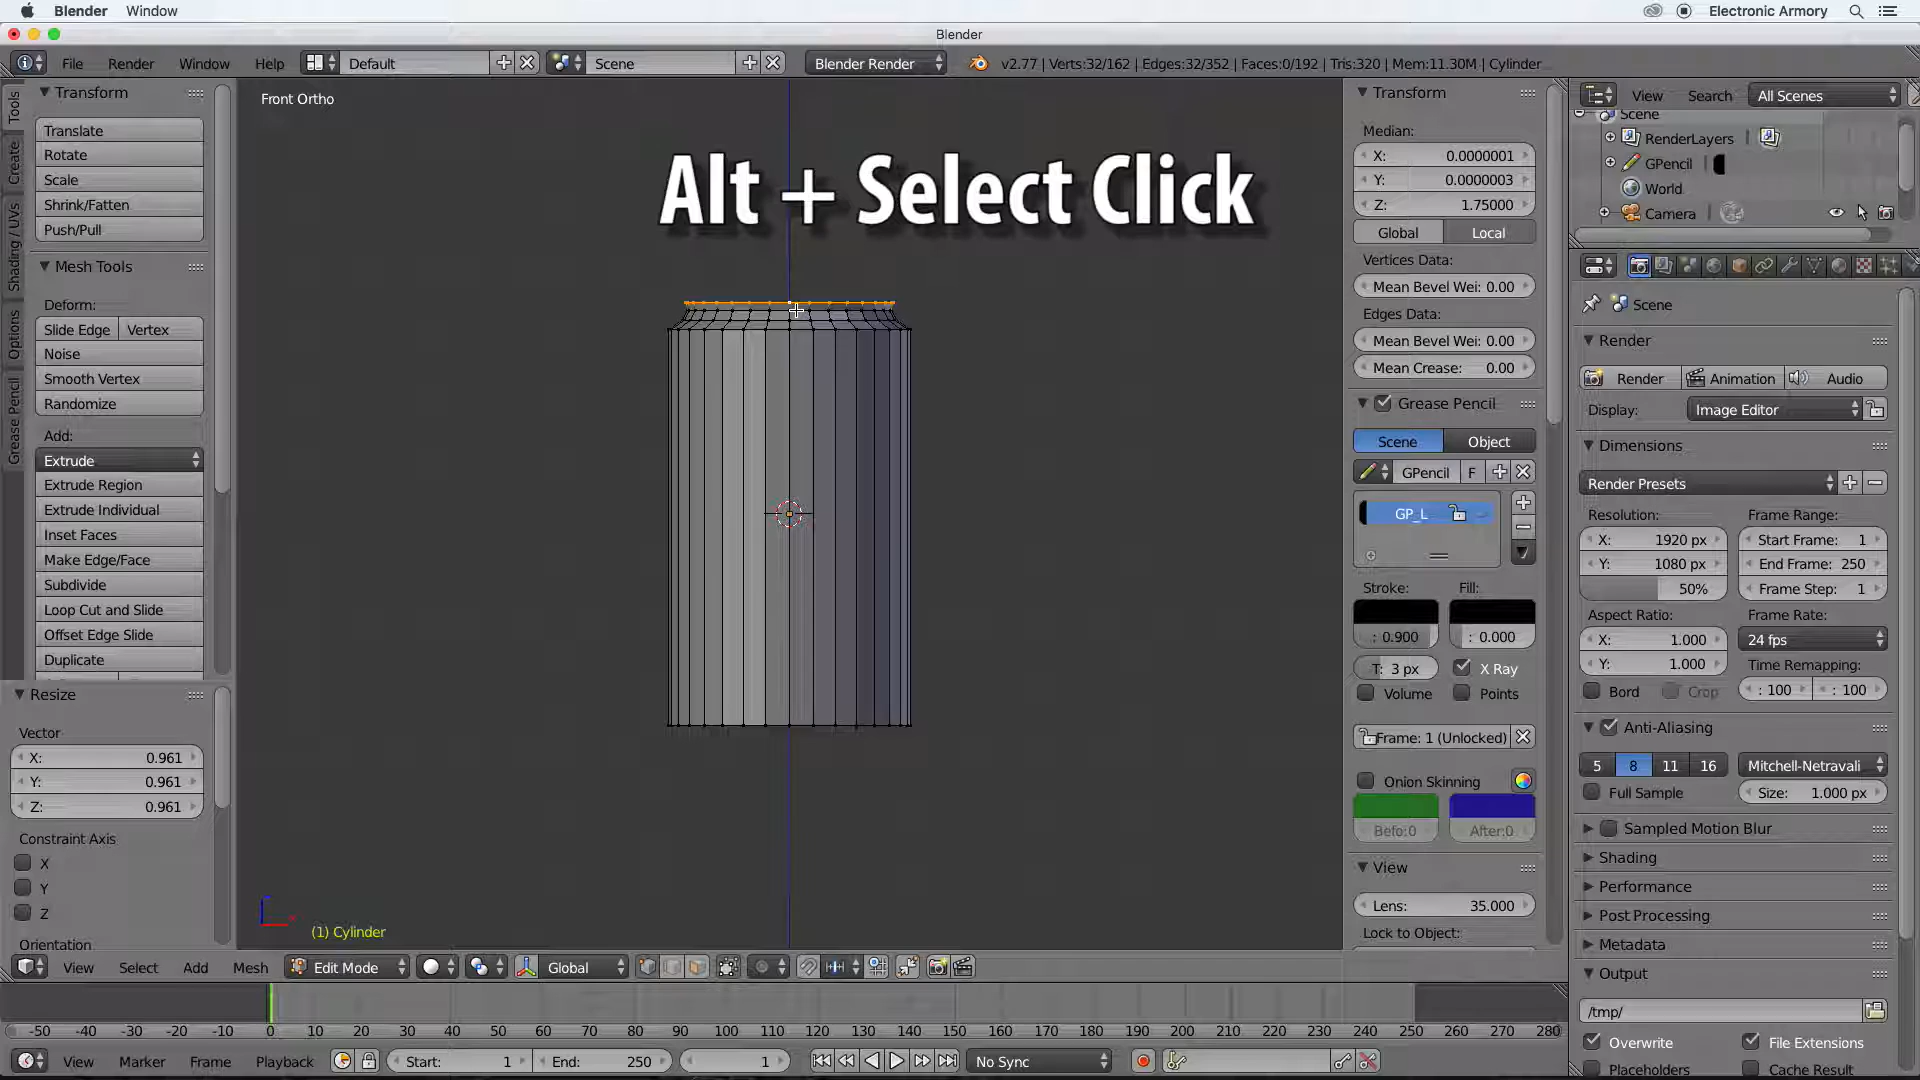 Blender Window Electronic Armory
Blender
File Render Window Help Default Scene Blender Render v2.77 | Verts:32/162 | Edges:32/352 | Faces:0/192 | Tris:320 | Mem:11.30M | Cylinder
Tools
Create
Shading / UVs
Options
Grease Pencil
Transform
Translate
Rotate
Scale
Shrink/Fatten
Push/Pull
Mesh Tools
Deform:
Slide Edge Vertex
Noise
Smooth Vertex
Randomize
Add:
Extrude
Extrude Region
Extrude Individual
Inset Faces
Make Edge/Face
Subdivide
Loop Cut and Slide
Offset Edge Slide
Duplicate
Resize
Vector
X: 0.961
Y: 0.961
Z: 0.961
Constraint Axis
X
Y
Z
Orientation
Front Ortho
Alt + Select Click
(1) Cylinder
Transform
Median:
X: 0.0000001
Y: 0.0000003
Z: 1.75000
Global Local
Vertices Data:
Mean Bevel Wei: 0.00
Edges Data:
Mean Bevel Wei: 0.00
Mean Crease: 0.00
Grease Pencil
Scene Object
GPencil F
GP_L
Stroke: Fill:
: 0.900 : 0.000
T: 3 px X Ray
Volume Points
Frame: 1 (Unlocked)
Onion Skinning
Befo:0 After:0
View
Lens: 35.000
Lock to Object:
View Search All Scenes
Scene
RenderLayers
GPencil
World
Camera
Scene
Render
Render Animation Audio
Display: Image Editor
Dimensions
Render Presets
Resolution: Frame Range:
X: 1920 px Start Frame: 1
Y: 1080 px End Frame: 250
50% Frame Step: 1
Aspect Ratio: Frame Rate:
X: 1.000 24 fps
Y: 1.000 Time Remapping:
Bord Crop : 100 : 100
Anti-Aliasing
5 8 11 16 Mitchell-Netravali
Full Sample Size: 1.000 px
Sampled Motion Blur
Shading
Performance
Post Processing
Metadata
Output
/tmp/
Overwrite File Extensions
Placeholders Cache Result
View Select Add Mesh Edit Mode Global
-50 -40 -30 -20 -10 0 10 20 30 40 50 60 70 80 90 100 110 120 130 140 150 160 170 180 190 200 210 220 230 240 250 260 270 280
View Marker Frame Playback Start: 1 End: 250 1 No Sync